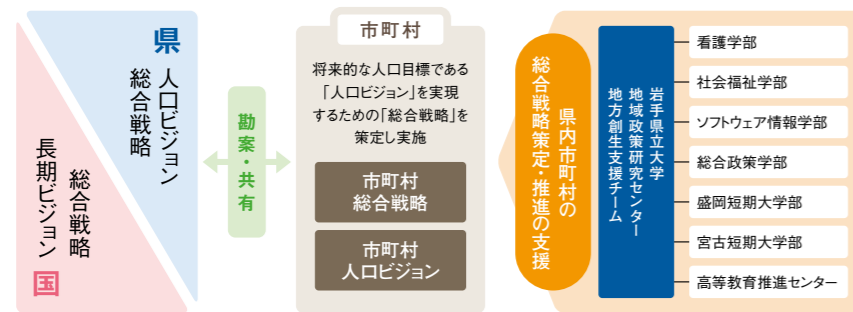 県
人口ビジョン
総合戦略
総合戦略
長期ビジョン
国
勘案・共有
市町村
将来的な人口目標である
「人口ビジョン」を実現
するための「総合戦略」を
策定し実施
市町村
総合戦略
市町村
人口ビジョン
県内市町村の
総合戦略策定・推進の支援
岩手県立大学
地域政策研究センター
地方創生支援チーム
看護学部
社会福祉学部
ソフトウェア情報学部
総合政策学部
盛岡短期大学部
宮古短期大学部
高等教育推進センター